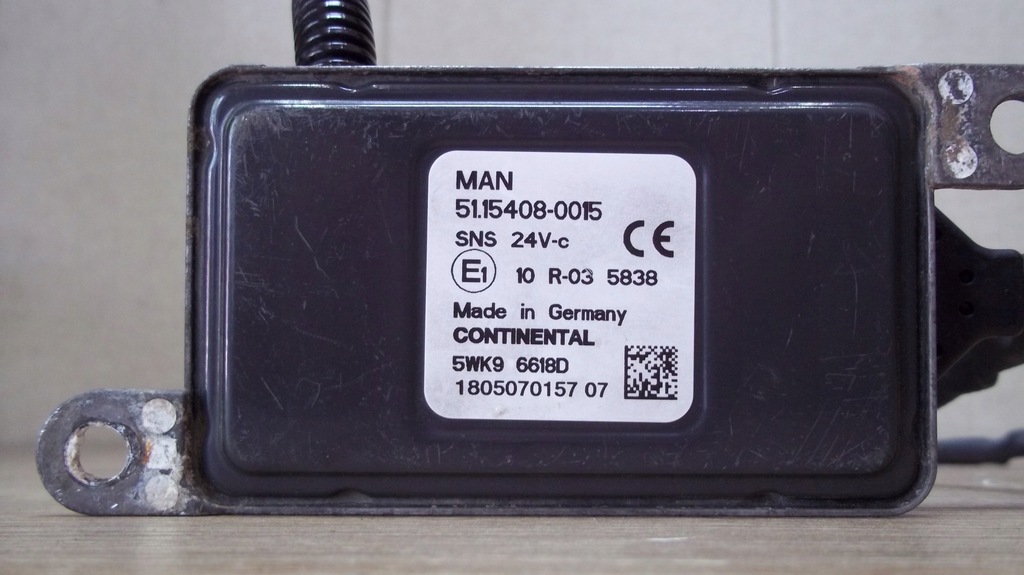 MAN
51.15408-0015
SNS 24V-c
CE
E1 10 R-03 5838
Made in Germany
CONTINENTAL
5WK9 6618D
1805070157 07